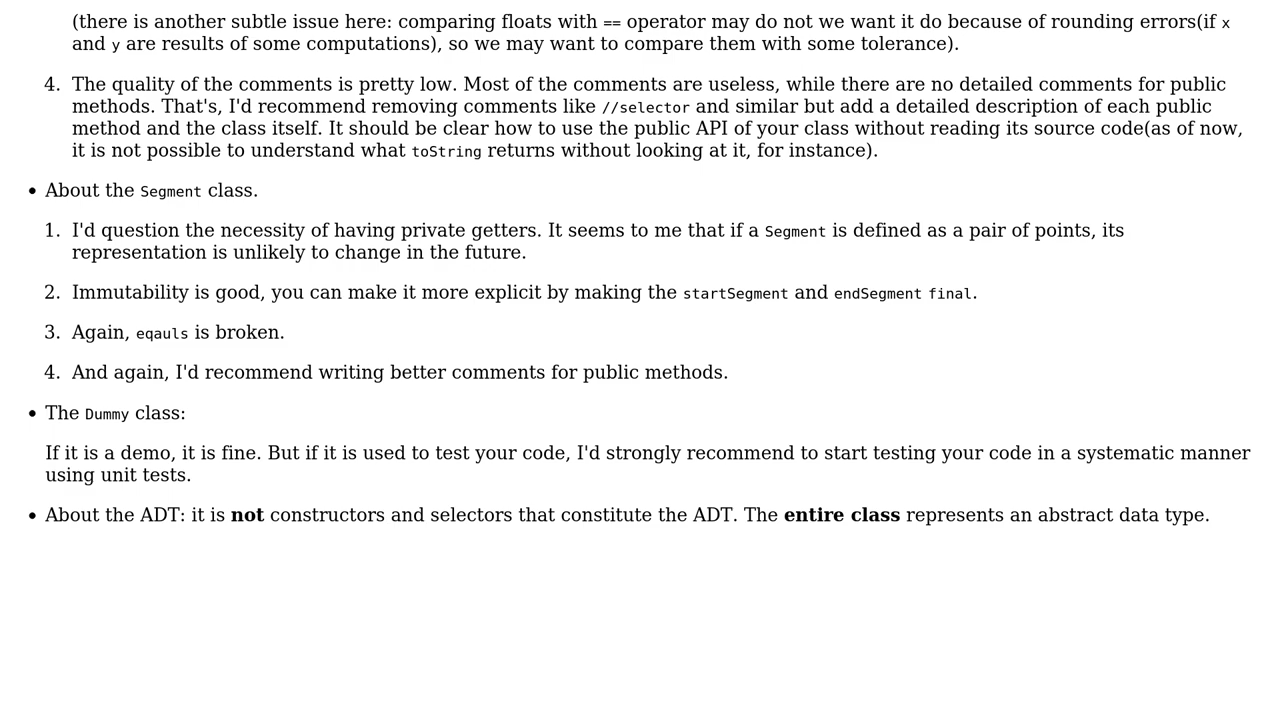 (there is another subtle issue here: comparing floats with == operator may do not we want it do because of rounding errors(if x
and y are results of some computations), so we may want to compare them with some tolerance).
4. The quality of the comments is pretty low. Most of the comments are useless, while there are no detailed comments for public
methods. That's, I'd recommend removing comments like //selector and similar but add a detailed description of each public
method and the class itself. It should be clear how to use the public API of your class without reading its source code(as of now,
it is not possible to understand what toString returns without looking at it, for instance).
• About the Segment class.
1. I'd question the necessity of having private getters. It seems to me that if a Segment is defined as a pair of points, its
representation is unlikely to change in the future.
2. Immutability is good, you can make it more explicit by making the startSegment and endSegment final.
3. Again, eqauls is broken.
4. And again, I'd recommend writing better comments for public methods.
• The Dummy class:
If it is a demo, it is fine. But if it is used to test your code, I'd strongly recommend to start testing your code in a systematic manner
using unit tests.
• About the ADT: it is not constructors and selectors that constitute the ADT. The entire class represents an abstract data type.